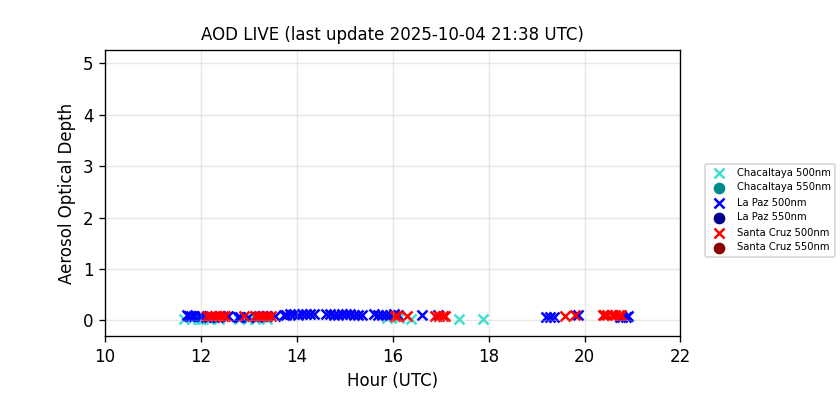 AOD LIVE (last update 2025-10-04 21:38 UTC)
Aerosol Optical Depth
5
4
3
2
1
0
10 12 14 16 18 20 22
Hour (UTC)
Chacaltaya 500nm
Chacaltaya 550nm
La Paz 500nm
La Paz 550nm
Santa Cruz 500nm
Santa Cruz 550nm